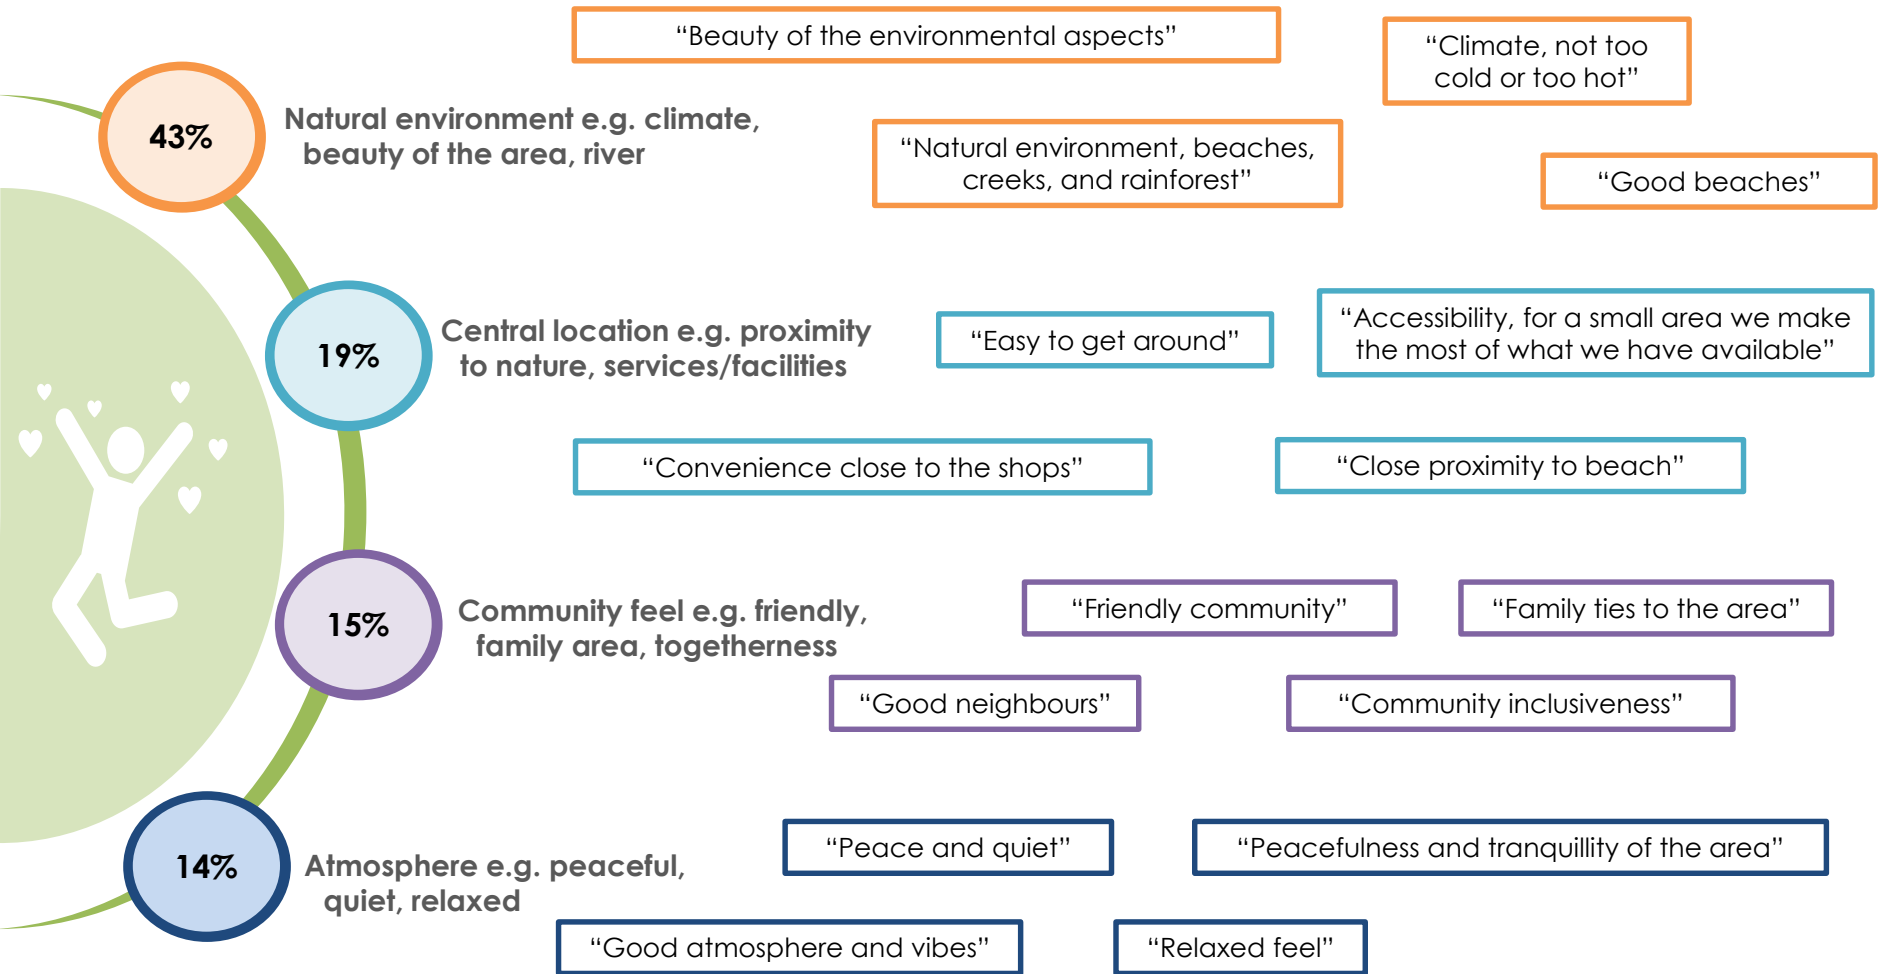 “Beauty of the environmental aspects”
“Climate, not too
cold or too hot”
43%
Natural environment e.g. climate,
beauty of the area, river
“Natural environment, beaches,
creeks, and rainforest”
“Good beaches”
19%
Central location e.g. proximity
to nature, services/facilities
“Easy to get around”
“Accessibility, for a small area we make
the most of what we have available”
“Convenience close to the shops”
“Close proximity to beach”
15%
Community feel e.g. friendly,
family area, togetherness
“Friendly community”
“Family ties to the area”
“Good neighbours”
“Community inclusiveness”
14%
Atmosphere e.g. peaceful,
quiet, relaxed
“Peace and quiet”
“Peacefulness and tranquillity of the area”
“Good atmosphere and vibes”
“Relaxed feel”